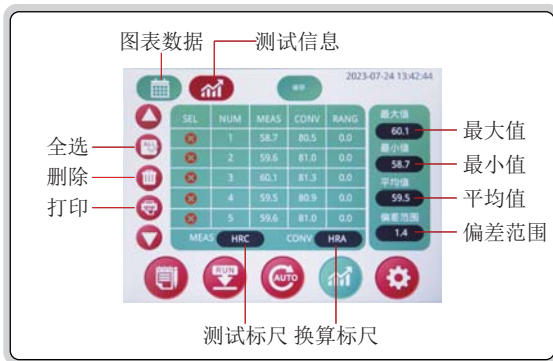 图表数据 测试信息
2023-07-24 13:42:44
SEL NUM MEAS CONV RANG
1 58.7 80.5 0.0
2 59.6 81.0 0.0
3 60.1 81.3 0.0
4 59.5 80.9 0.0
5 59.6 81.0 0.0
MEAS HRC CONV HRA
最大值
60.1
最小值
58.7
平均值
59.5
偏差范围
1.4
ALL
RUN
AUTO
全选
删除
打印
最大值
最小值
平均值
偏差范围
测试标尺 换算标尺